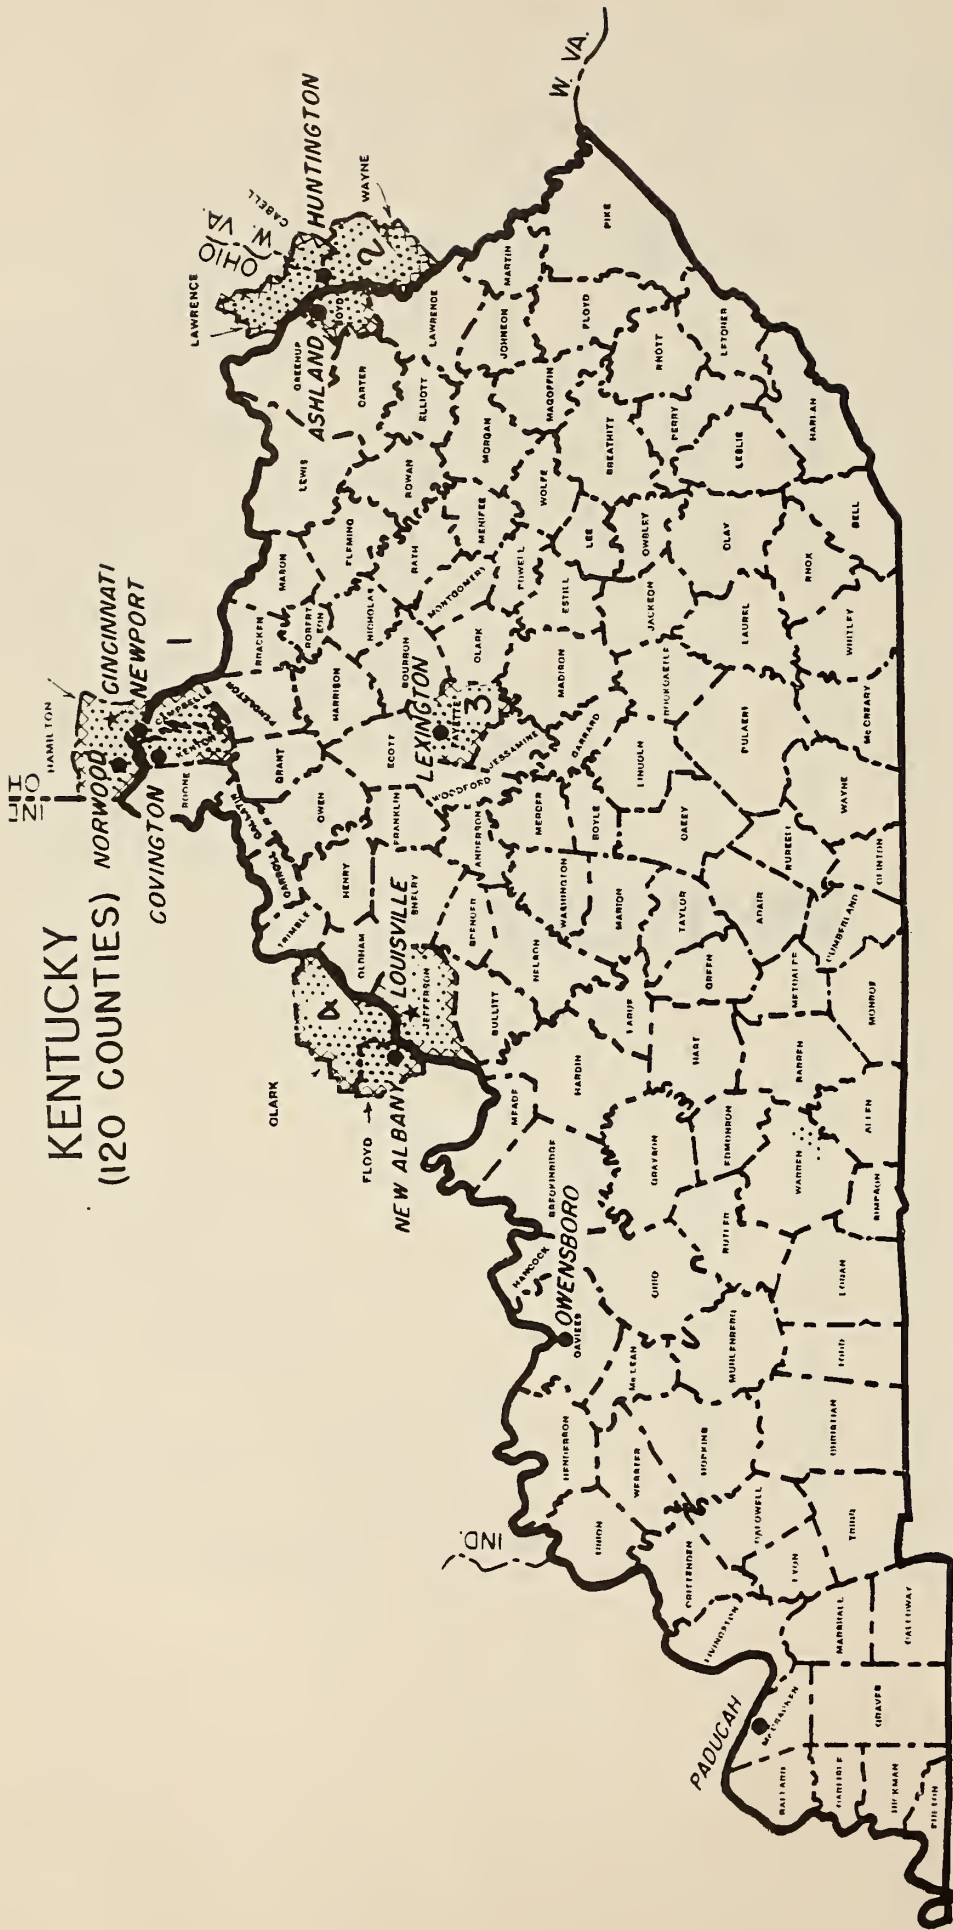 KENTUCKY
(120 COUNTIES)
IND.
OHIO
HAMILTON
NORWOOD
CINCINNATI
NEWPORT
COVINGTON
1
CAMPBELL
KENTON
BOONE
PENDLETON
GALLATIN
GRANT
OWEN
CARROLL
TRIMBLE
HENRY
OLDHAM
BRACKEN
MASON
LEWIS
GREENUP
ASHLAND
BOYD
LAWRENCE
OHIO
W. VA.
CABELL
HUNTINGTON
2
WAYNE
W. VA.
CARTER
ELLIOTT
LAWRENCE
ROWAN
FLEMING
ROBERT
SON
NICHOLAS
HARRISON
BATH
BOURBON
SCOTT
FRANKLIN
LEXINGTON
FAYETTE
3
CLARK
MONTGOMERY
MENIFEE
MORGAN
JOHNSON
MARTIN
MAGOFFIN
FLOYD
PIKE
WOLFE
POWELL
ESTILL
LEE
BREATHITT
KNOTT
LETCHER
PERRY
LESLIE
HARLAN
OWSLEY
JACKSON
CLAY
LAUREL
KNOX
BELL
WHITLEY
McCREARY
PULASKI
ROCKCASTLE
MADISON
GARRARD
JESSAMINE
WOODFORD
ANDERSON
MERCER
BOYLE
LINCOLN
CASEY
WAYNE
RUSSELL
CLINTON
CUMBERLAND
ADAIR
TAYLOR
MARION
WASHINGTON
NELSON
SPENCER
SHELBY
LOUISVILLE
JEFFERSON
4
CLARK
FLOYD
NEW ALBANY
BULLITT
HARDIN
LARUE
GREEN
METCALFE
MONROE
HART
BARREN
ALLEN
MEADE
BRECKINRIDGE
GRAYSON
EDMONSON
WARREN
SIMPSON
BUTLER
LOGAN
OHIO
HANCOCK
OWENSBORO
DAVIESS
McLEAN
MUHLENBERG
TODD
HENDERSON
WEBSTER
HOPKINS
CHRISTIAN
UNION
IND.
CRITTENDEN
CALDWELL
LYON
TRIGG
LIVINGSTON
MARSHALL
CALLOWAY
PADUCAH
McCRACKEN
GRAVES
BALLARD
CARLISLE
HICKMAN
FULTON